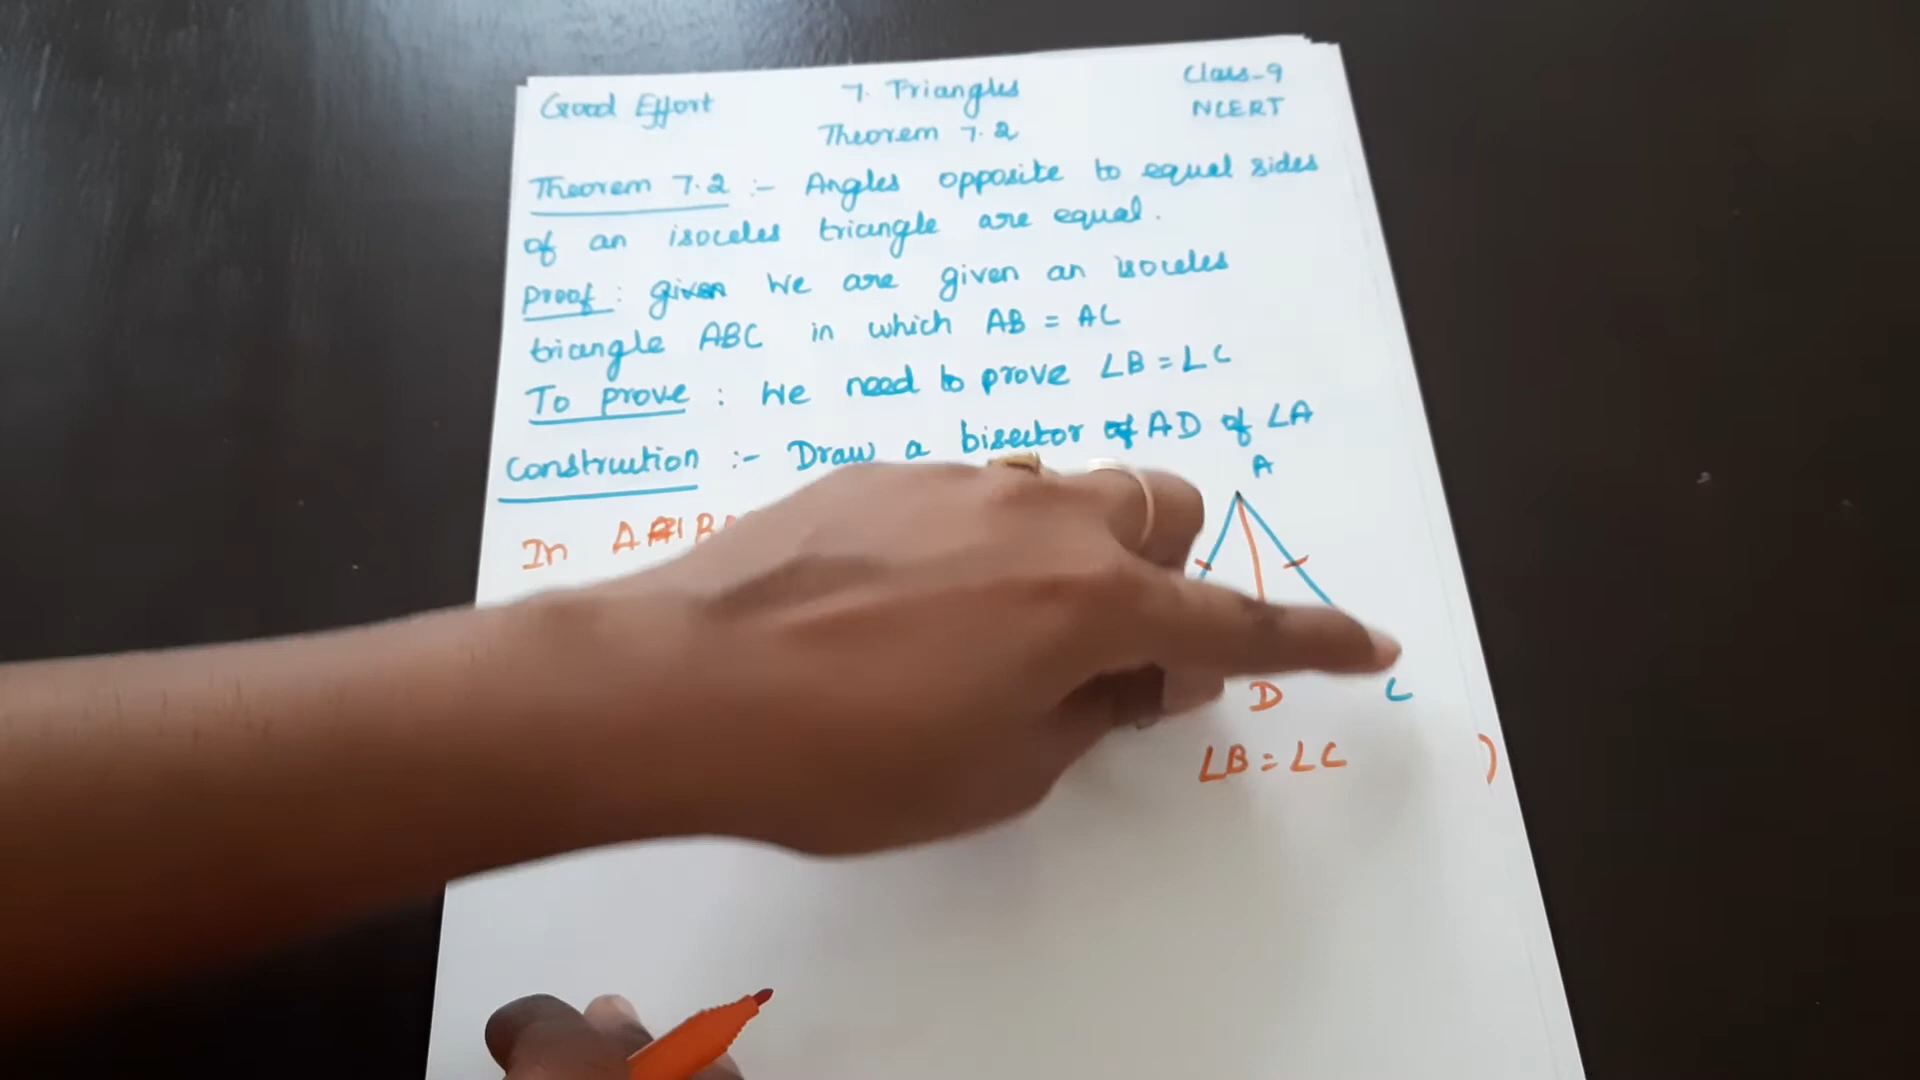 Good Effort
7. Triangles
Class-9
NCERT
Theorem 7.2
Theorem 7.2 :- Angles opposite to equal sides
of an isoceles triangle are equal.
Proof : given We are given an isoceles
triangle ABC in which AB = AC
To prove : We need to prove ∠B = ∠C
Construction :- Draw a bisector of AD of ∠A
A
In
D
C
∠B = ∠C
)